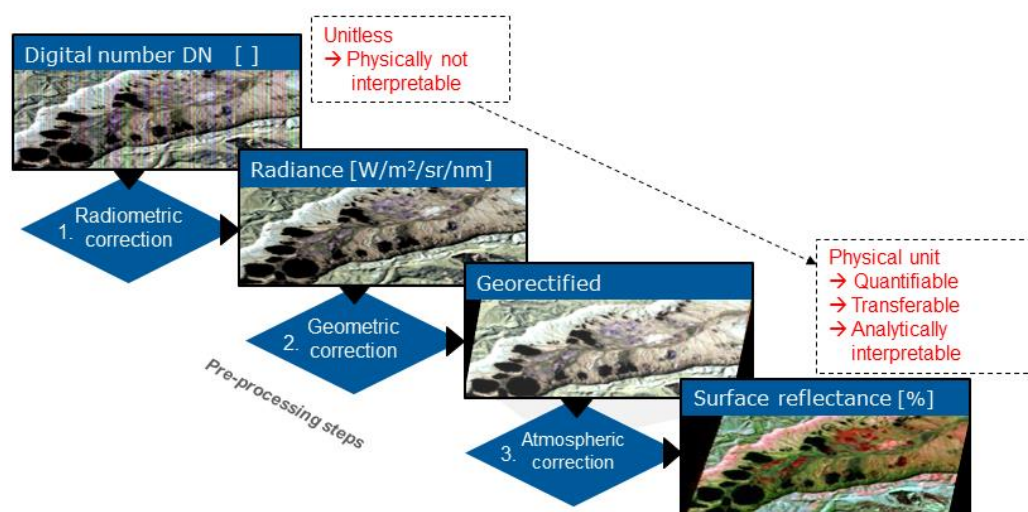 Digital number DN [ ]
Unitless
→ Physically not
interpretable
Radiance [W/m²/sr/nm]
1. Radiometric
correction
Physical unit
→ Quantifiable
→ Transferable
→ Analytically
interpretable
Georectified
2. Geometric
correction
Pre-processing steps
Surface reflectance [%]
3. Atmospheric
correction